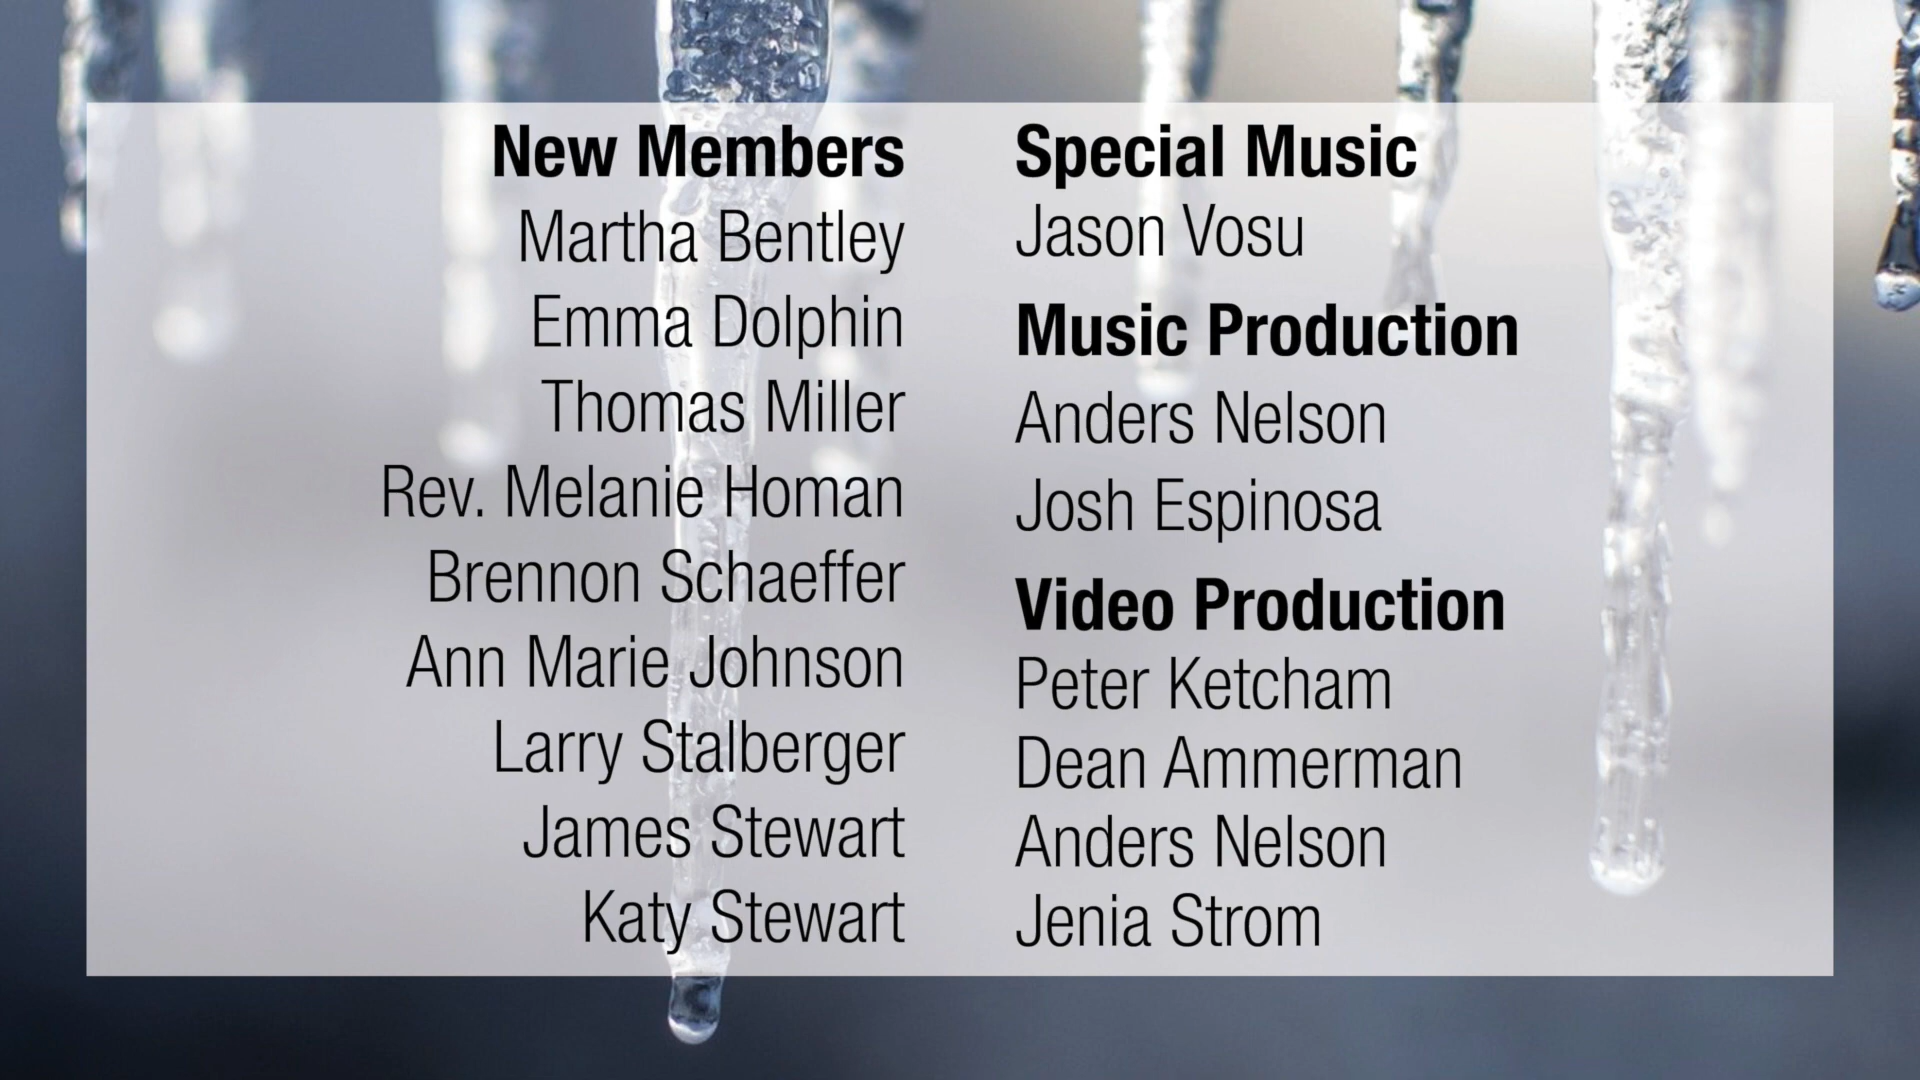 New Members
Martha Bentley
Emma Dolphin
Thomas Miller
Rev. Melanie Homan
Brennon Schaeffer
Ann Marie Johnson
Larry Stalberger
James Stewart
Katy Stewart
Special Music
Jason Vosu
Music Production
Anders Nelson
Josh Espinosa
Video Production
Peter Ketcham
Dean Ammerman
Anders Nelson
Jenia Strom